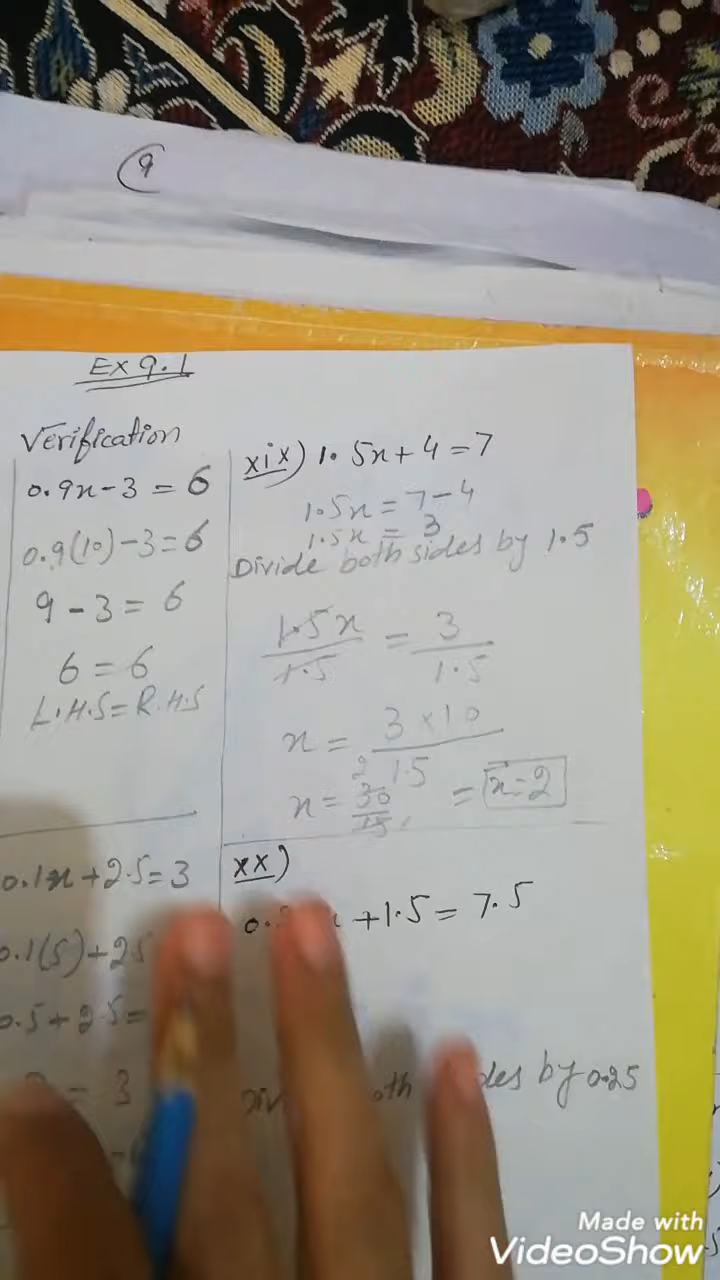 9
Ex 9.1
Verification
0.9x-3 = 6
0.9(10)-3=6
9-3= 6
6=6
L.H.S=R.H.S
xix) 1.5x+4=7
1.5x=7-4
1.5x = 3
Divide both sides by 1.5
1.5x/1.5 = 3/1.5
x = 3×10/1.5
x = 30/15 2 = x=2
0.1x+2.5=3
0.1(5)+25
0.5+2.5=
= 3
xx)
0. +1.5=7.5
by 0.25
Made with
VideoShow